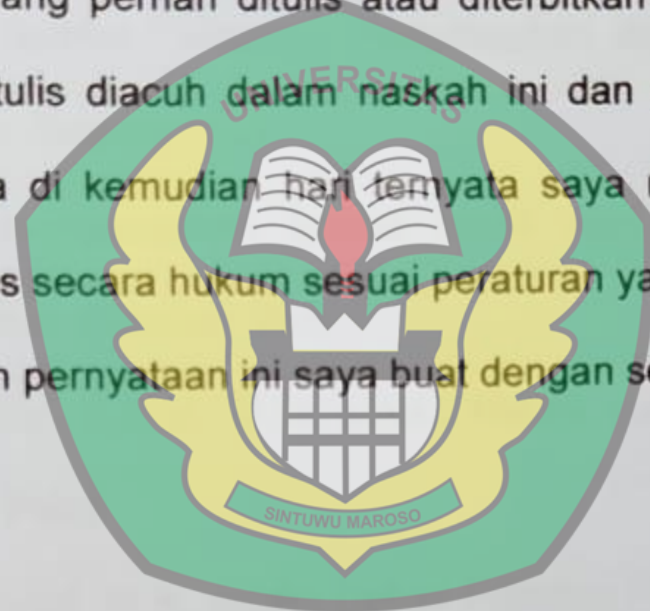 ang pernah ditulis atau diterbitkan
UNIVERSITAS
tulis diacuh dalam naskah ini dan
di kemudian hari ternyata saya
s secara hukum sesuai peraturan ya
pernyataan ini saya buat dengan se
SINTUWU MAROSO